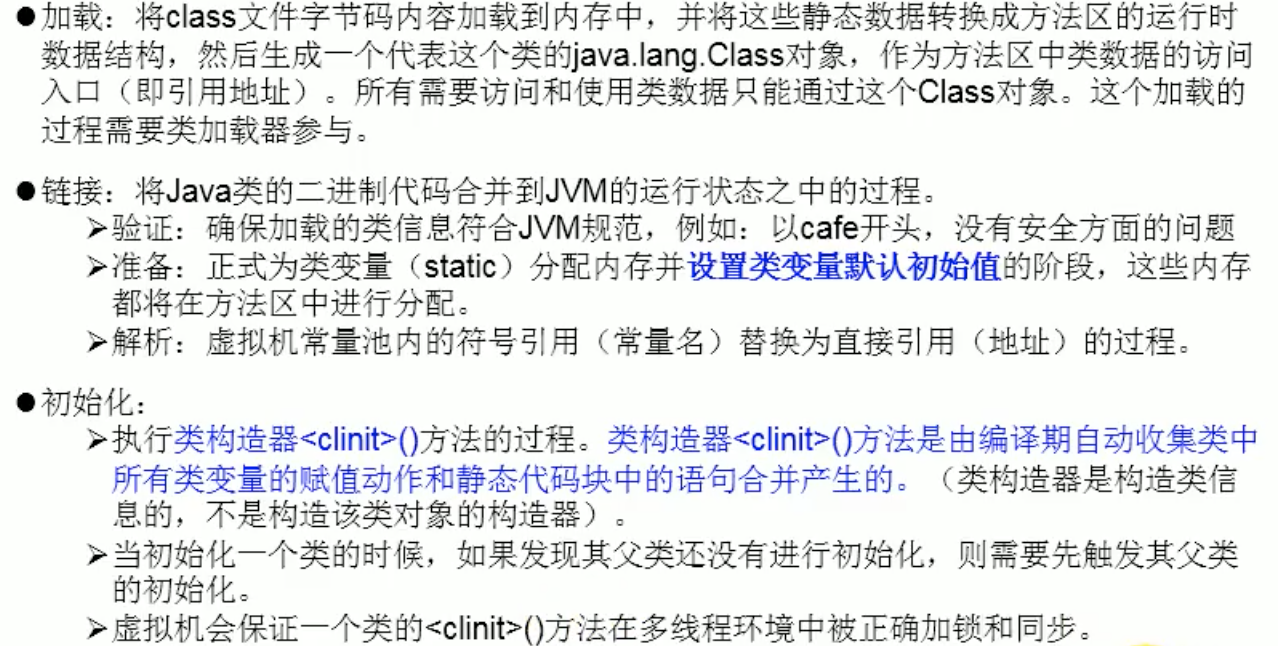 ●加载：将class文件字节码内容加载到内存中，并将这些静态数据转换成方法区的运行时
数据结构，然后生成一个代表这个类的java.lang.Class对象，作为方法区中类数据的访问
入口（即引用地址）。所有需要访问和使用类数据只能通过这个Class对象。这个加载的
过程需要类加载器参与。
●链接：将Java类的二进制代码合并到JVM的运行状态之中的过程。
➢验证：确保加载的类信息符合JVM规范，例如：以cafe开头，没有安全方面的问题
➢准备：正式为类变量（static）分配内存并设置类变量默认初始值的阶段，这些内存
都将在方法区中进行分配。
➢解析：虚拟机常量池内的符号引用（常量名）替换为直接引用（地址）的过程。
●初始化：
➢执行类构造器<clinit>()方法的过程。类构造器<clinit>()方法是由编译期自动收集类中
所有类变量的赋值动作和静态代码块中的语句合并产生的。（类构造器是构造类信
息的，不是构造该类对象的构造器）。
➢当初始化一个类的时候，如果发现其父类还没有进行初始化，则需要先触发其父类
的初始化。
➢虚拟机会保证一个类的<clinit>()方法在多线程环境中被正确加锁和同步。